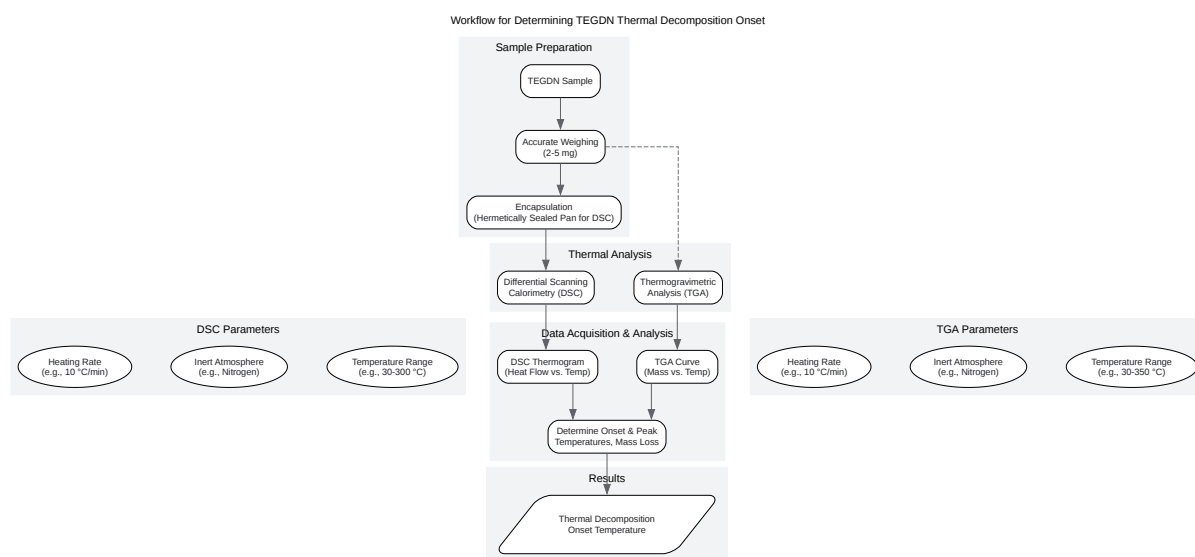 Workflow for Determining TEGDN Thermal Decomposition Onset
Sample Preparation
TEGDN Sample
Accurate Weighing
(2-5 mg)
Encapsulation
(Hermetically Sealed Pan for DSC)
Thermal Analysis
Differential Scanning
Calorimetry (DSC)
Thermogravimetric
Analysis (TGA)
DSC Parameters
Heating Rate
(e.g., 10 °C/min)
Inert Atmosphere
(e.g., Nitrogen)
Temperature Range
(e.g., 30-300 °C)
Data Acquisition & Analysis
DSC Thermogram
(Heat Flow vs. Temp)
TGA Curve
(Mass vs. Temp)
Determine Onset & Peak
Temperatures, Mass Loss
TGA Parameters
Heating Rate
(e.g., 10 °C/min)
Inert Atmosphere
(e.g., Nitrogen)
Temperature Range
(e.g., 30-350 °C)
Results
Thermal Decomposition
Onset Temperature